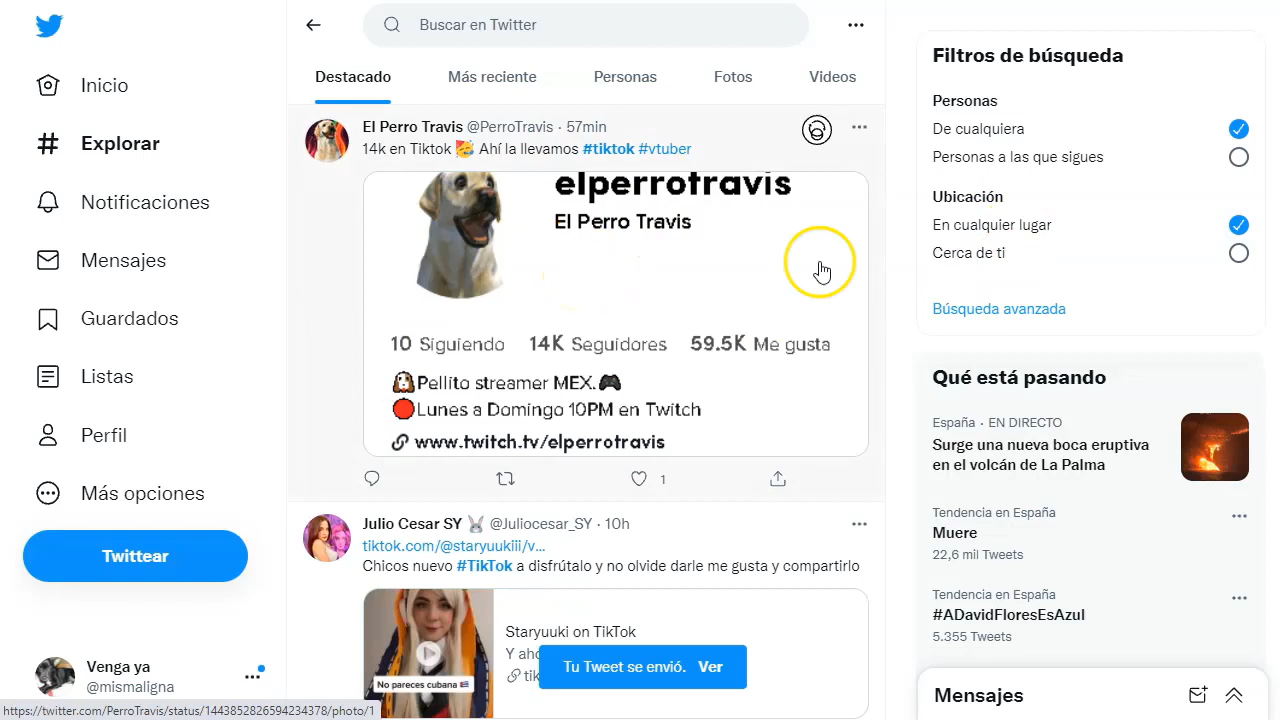 Inicio
Explorar
Notificaciones
Mensajes
Guardados
Listas
Perfil
Más opciones
Twittear
Venga ya
@mismaligna
Buscar en Twitter
Destacado
Más reciente
Personas
Fotos
Videos
El Perro Travis @PerroTravis · 57min
14k en Tiktok 🥳 Ahí la llevamos #tiktok #vtuber
elperrotravis
El Perro Travis
10 Siguiendo 14K Seguidores 59.5K Me gusta
🐶Pellito streamer MEX.🎮
🔴Lunes a Domingo 10PM en Twitch
www.twitch.tv/elperrotravis
1
Julio Cesar SY 🐰 @Juliocesar_SY · 10h
tiktok.com/@staryuukiii/v...
Chicos nuevo #TikTok a disfrútalo y no olvide darle me gusta y compartirlo
No pareces cubana
Staryuuki on TikTok
Y aho
tik
Tu Tweet se envió. Ver
Filtros de búsqueda
Personas
De cualquiera
Personas a las que sigues
Ubicación
En cualquier lugar
Cerca de ti
Búsqueda avanzada
Qué está pasando
España · EN DIRECTO
Surge una nueva boca eruptiva
en el volcán de La Palma
Tendencia en España
Muere
22,6 mil Tweets
Tendencia en España
#ADavidFloresEsAzul
5.355 Tweets
Mensajes
https://twitter.com/PerroTravis/status/1443852826594234378/photo/1